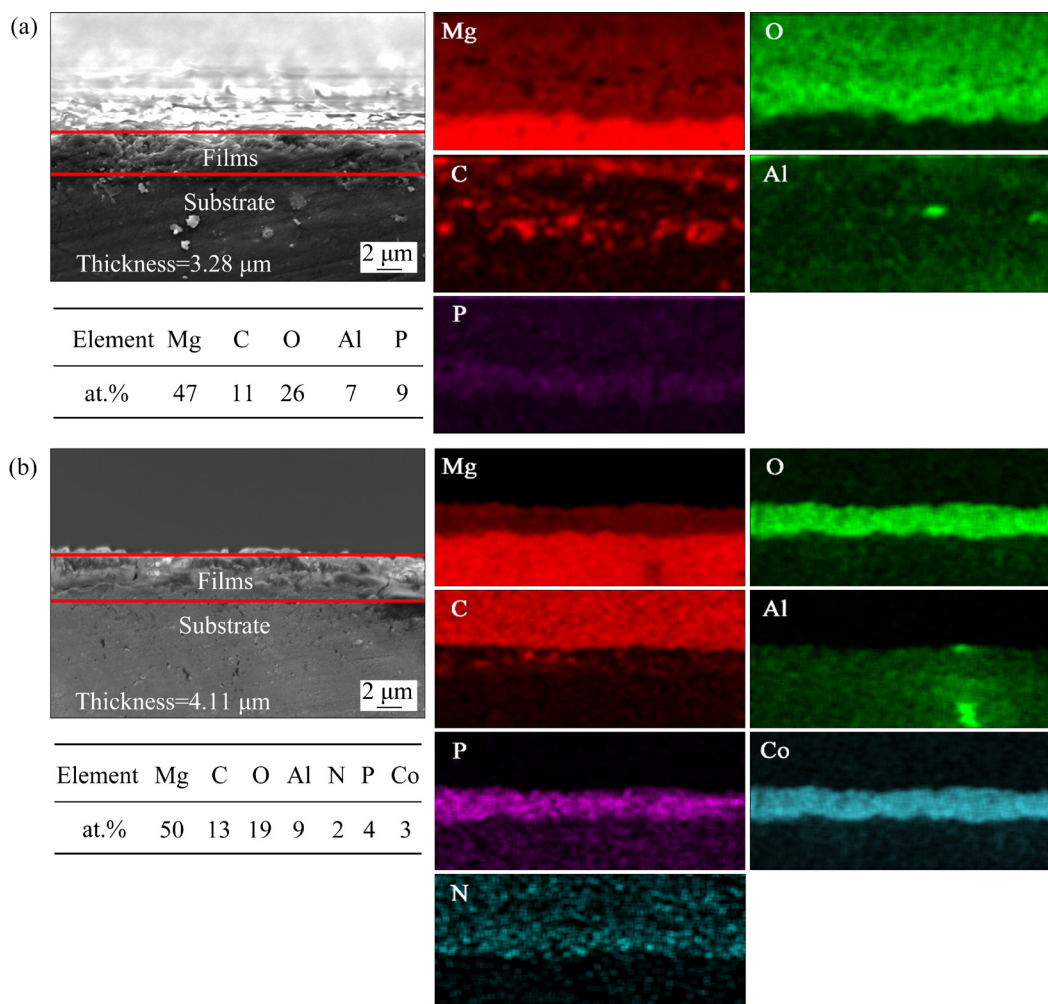 (a)
Films
Substrate
Thickness=3.28 μm
2 μm
Mg
O
C
Al
P
Element Mg C O Al P
at.% 47 11 26 7 9
(b)
Films
Substrate
Thickness=4.11 μm
2 μm
Mg
O
C
Al
P
Co
N
Element Mg C O Al N P Co
at.% 50 13 19 9 2 4 3